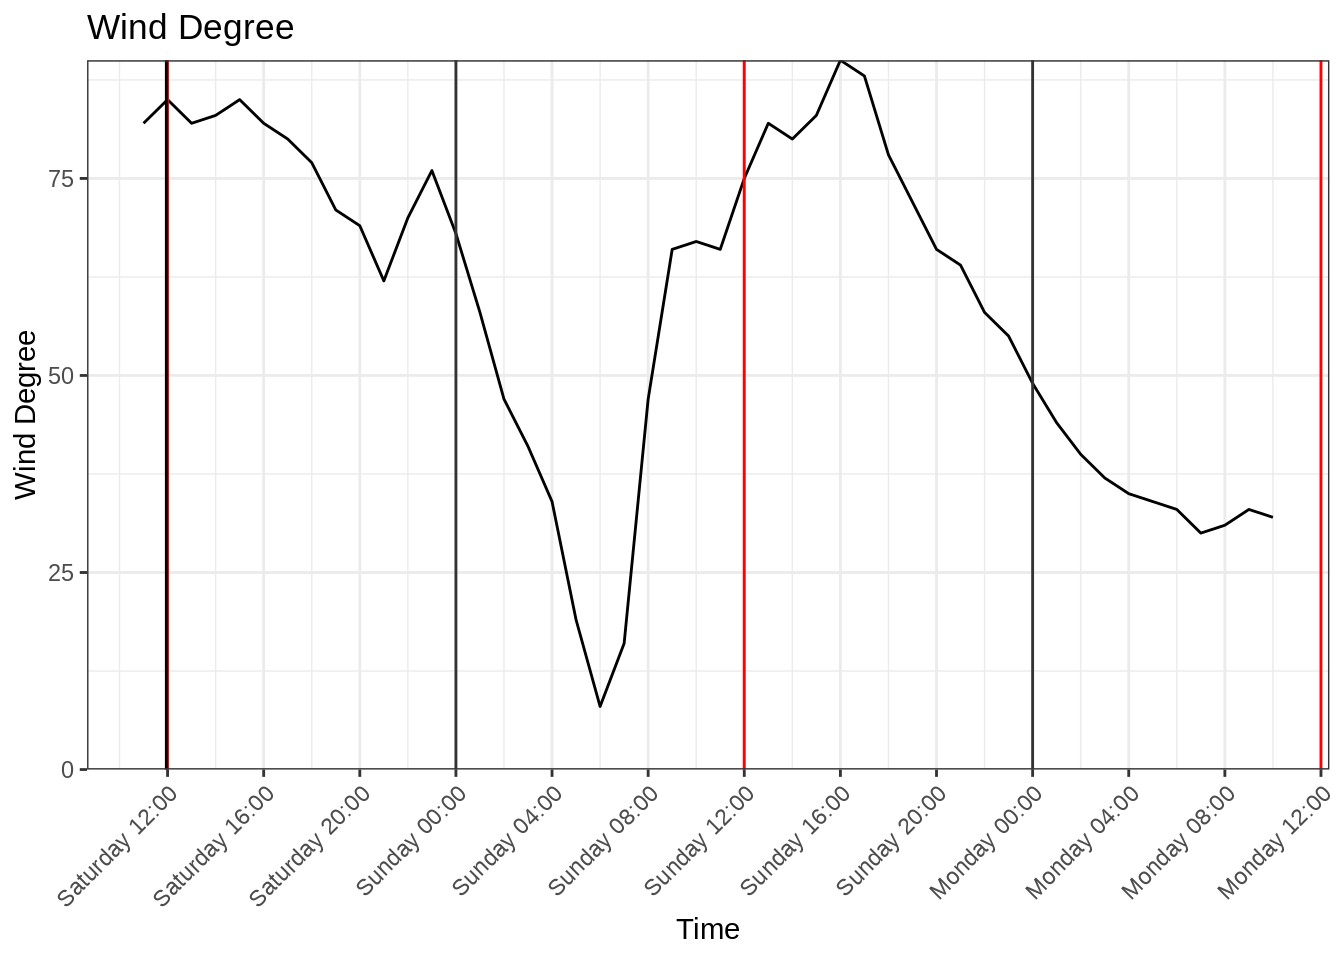 Wind Degree
Wind Degree
75
50
25
0
Saturday 12:00
Saturday 16:00
Saturday 20:00
Sunday 00:00
Sunday 04:00
Sunday 08:00
Sunday 12:00
Sunday 16:00
Sunday 20:00
Monday 00:00
Monday 04:00
Monday 08:00
Monday 12:00
Time